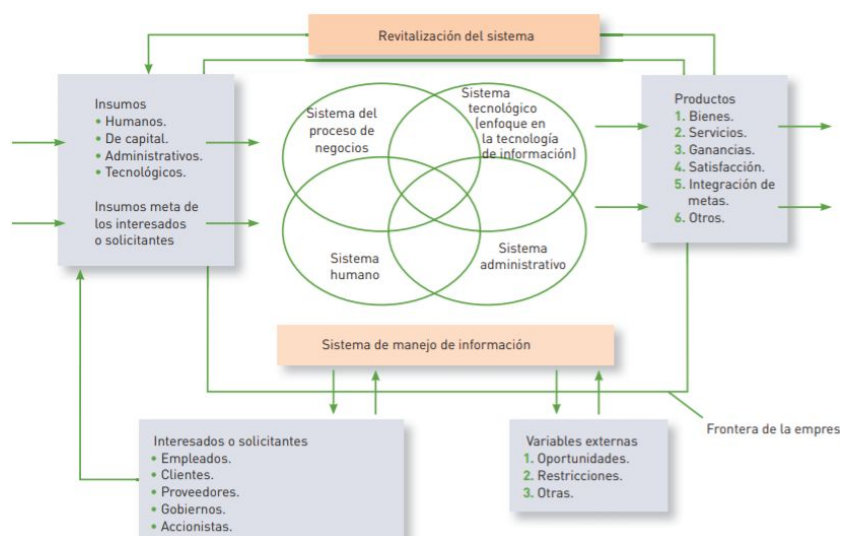 Revitalización del sistema
Insumos
• Humanos.
• De capital.
• Administrativos.
• Tecnológicos.
Insumos meta de
los interesados
o solicitantes
Sistema del
proceso de
negocios
Sistema
tecnológico
(enfoque en
la tecnología
de información)
Sistema
humano
Sistema
administrativo
Productos
1. Bienes.
2. Servicios.
3. Ganancias.
4. Satisfacción.
5. Integración de
metas.
6. Otros.
Sistema de manejo de información
Frontera de la empres
Interesados o solicitantes
• Empleados.
• Clientes.
• Proveedores.
• Gobiernos.
• Accionistas.
Variables externas
1. Oportunidades.
2. Restricciones.
3. Otras.